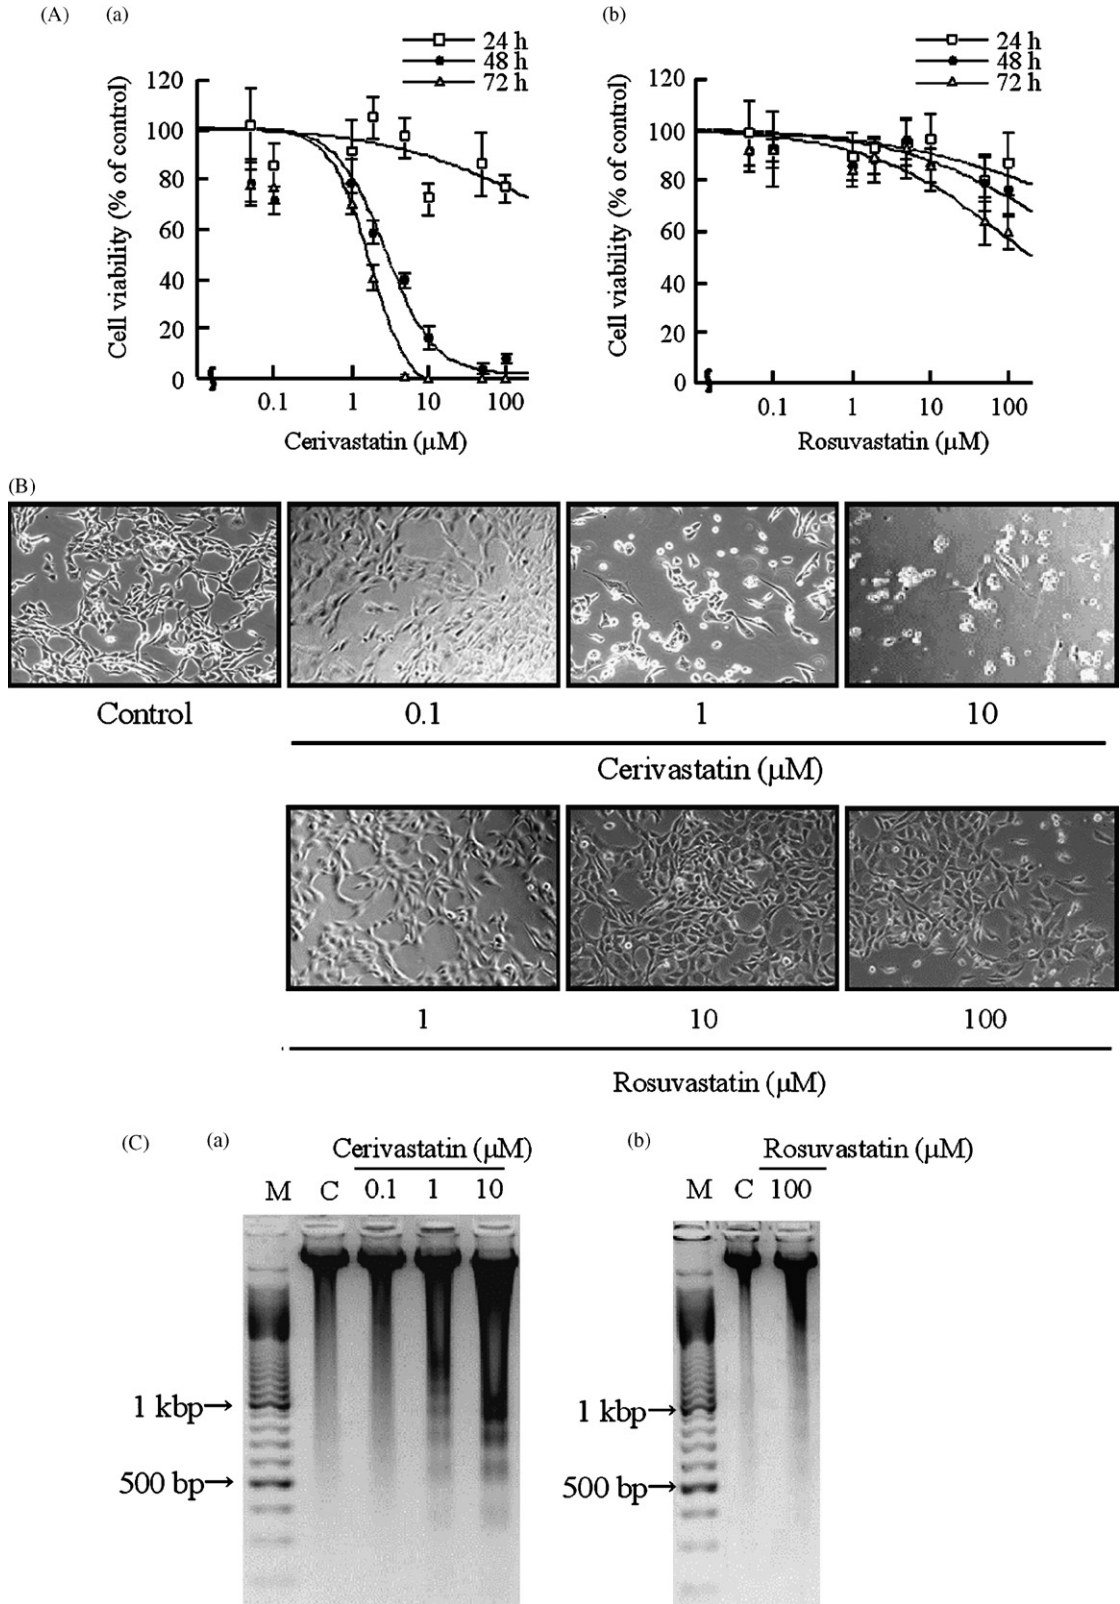 (A) (a) (b)
24 h
48 h
72 h
24 h
48 h
72 h
Cell viability (% of control)
120
100
80
60
40
20
0
0.1 1 10 100
Cerivastatin (μM)
Cell viability (% of control)
120
100
80
60
40
20
0
0.1 1 10 100
Rosuvastatin (μM)
(B)
Control 0.1 1 10
Cerivastatin (μM)
1 10 100
Rosuvastatin (μM)
(C) (a) (b)
Cerivastatin (μM)
M C 0.1 1 10
1 kbp→
500 bp→
Rosuvastatin (μM)
M C 100
1 kbp→
500 bp→